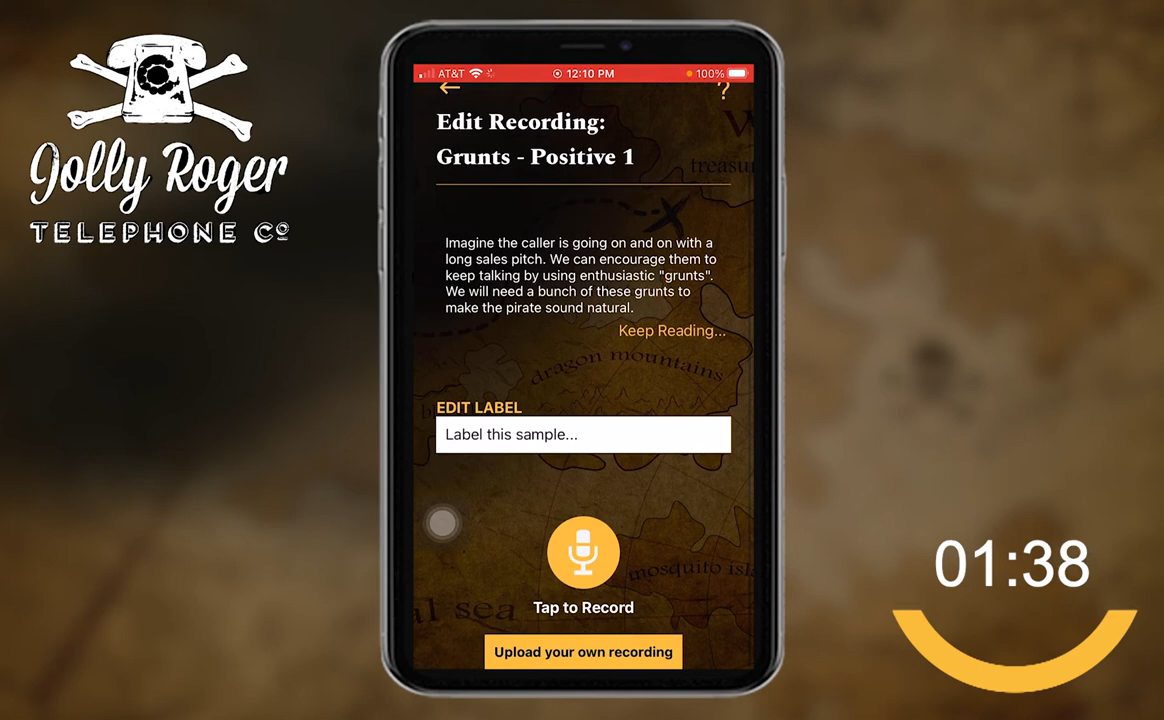 Jolly Roger
TELEPHONE Cº
AT&T
12:10 PM
100%
←
?
Edit Recording:
Grunts - Positive 1
treasu
Imagine the caller is going on and on with a
long sales pitch. We can encourage them to
keep talking by using enthusiastic "grunts".
We will need a bunch of these grunts to
make the pirate sound natural.
Keep Reading...
dragon mountains
EDIT LABEL
Label this sample...
mosquito isla
al sea
Tap to Record
Upload your own recording
01:38